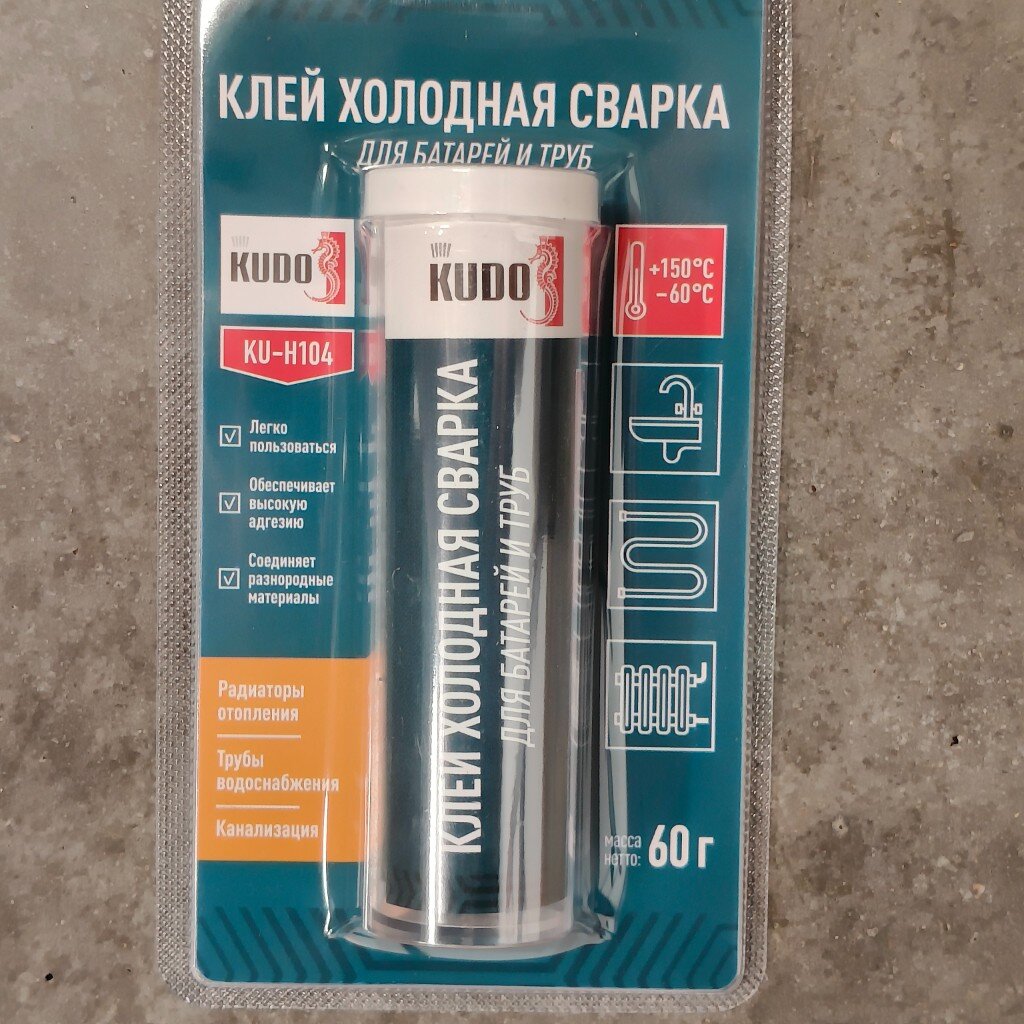 КЛЕЙ ХОЛОДНАЯ СВАРКА
ДЛЯ БАТАРЕЙ И ТРУБ
KUDO
KU-H104
Легко
пользоваться
Обеспечивает
высокую
адгезию
Соединяет
разнородные
материалы
Радиаторы
отопления
Трубы
водоснабжения
Канализация
KUDO
КЛЕЙ ХОЛОДНАЯ СВАРКА
ДЛЯ БАТАРЕЙ И ТРУБ
+150°C
-60°C
масса
нетто: 60 г